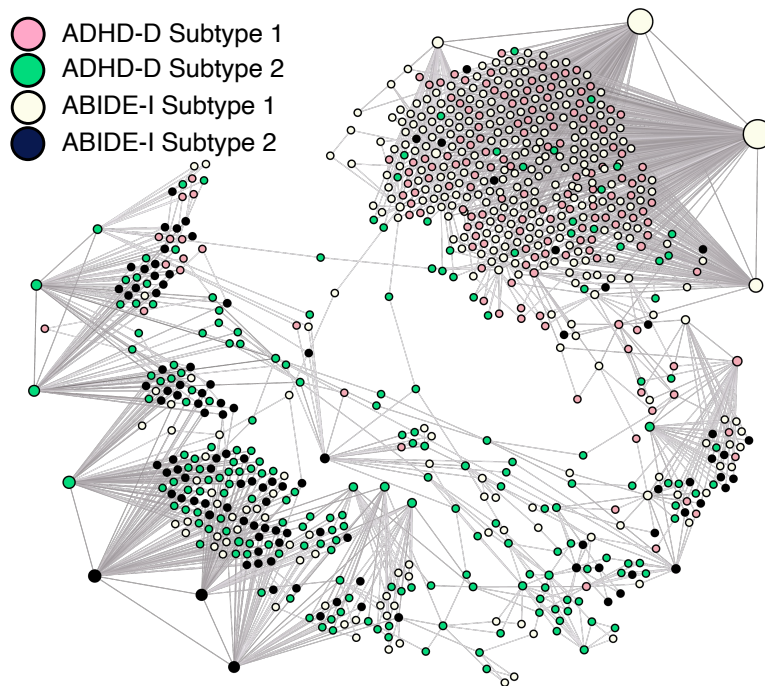 ADHD-D Subtype 1
ADHD-D Subtype 2
ABIDE-I Subtype 1
ABIDE-I Subtype 2